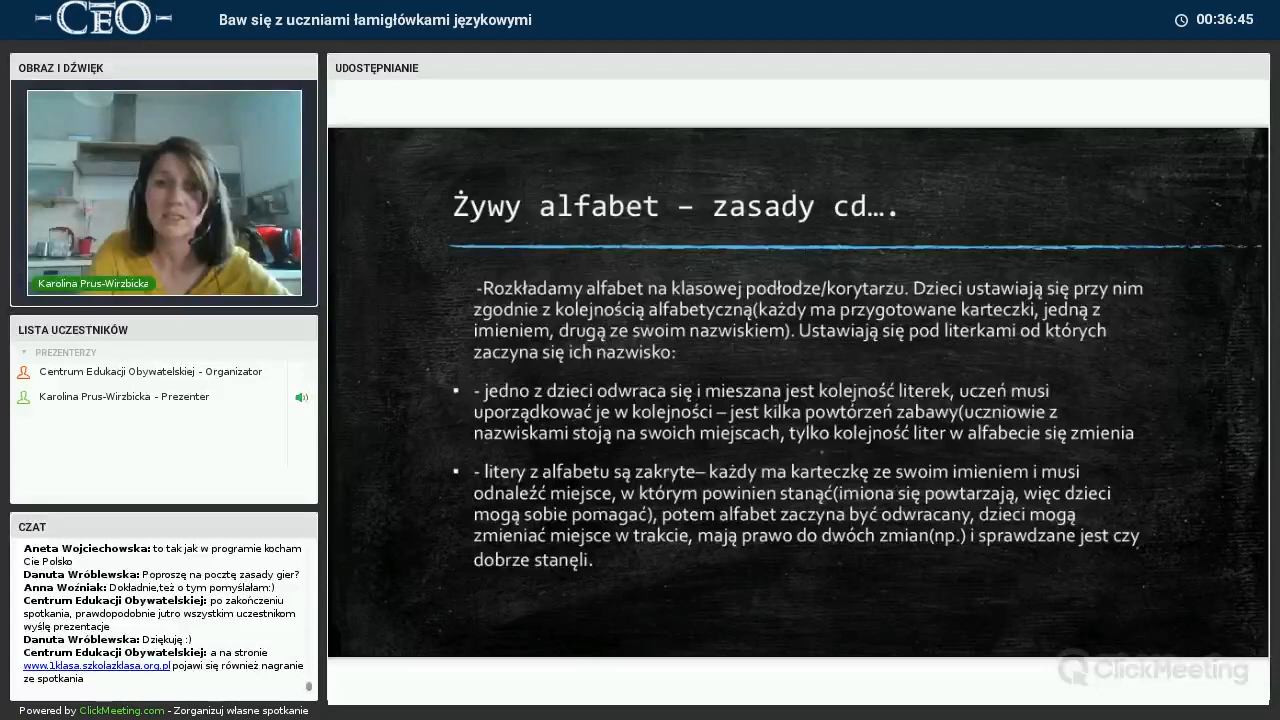 CEO
Baw się z uczniami łamigłówkami językowymi
00:36:45
OBRAZ I DŹWIĘK
Karolina Prus-Wirzbicka
LISTA UCZESTNIKÓW
PREZENTERZY
Centrum Edukacji Obywatelskiej - Organizator
Karolina Prus-Wirzbicka - Prezenter
CZAT
Aneta Wojciechowska: to tak jak w programie kocham
Cie Polsko
Danuta Wróblewska: Poproszę na pocztę zasady gier?
Anna Woźniak: Dokładnie,też o tym pomyślałam:)
Centrum Edukacji Obywatelskiej: po zakończeniu
spotkania, prawdopodobnie jutro wszystkim uczestnikom
wyślę prezentacje
Danuta Wróblewska: Dziękuję :)
Centrum Edukacji Obywatelskiej: a na stronie
www.1klasa.szkolazklasa.org.pl pojawi się również nagranie
ze spotkania
Powered by ClickMeeting.com - Zorganizuj własne spotkanie
UDOSTĘPNIANIE
Żywy alfabet – zasady cd….
-Rozkładamy alfabet na klasowej podłodze/korytarzu. Dzieci ustawiają się przy nim
zgodnie z kolejnością alfabetyczną(każdy ma przygotowane karteczki, jedną z
imieniem, drugą ze swoim nazwiskiem). Ustawiają się pod literkami od których
zaczyna się ich nazwisko:
▪ - jedno z dzieci odwraca się i mieszana jest kolejność literek, uczeń musi
uporządkować je w kolejności – jest kilka powtórzeń zabawy(uczniowie z
nazwiskami stoją na swoich miejscach, tylko kolejność liter w alfabecie się zmienia
▪ - litery z alfabetu są zakryte– każdy ma karteczkę ze swoim imieniem i musi
odnaleźć miejsce, w którym powinien stanąć(imiona się powtarzają, więc dzieci
mogą sobie pomagać), potem alfabet zaczyna być odwracany, dzieci mogą
zmieniać miejsce w trakcie, mają prawo do dwóch zmian(np.) i sprawdzane jest czy
dobrze stanęli.
ClickMeeting